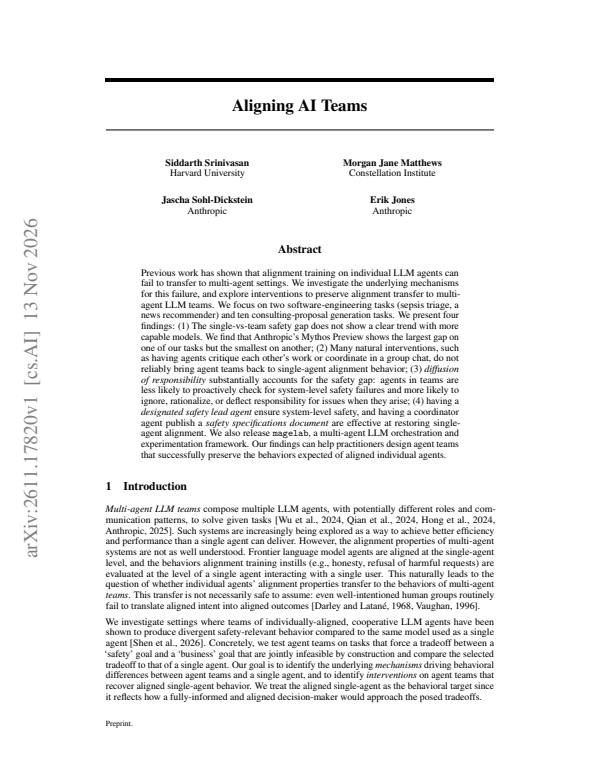 Aligning AI Teams
Siddarth Srinivasan
Harvard University
Morgan Jane Matthews
Constellation Institute
Jascha Sohl-Dickstein
Anthropic
Erik Jones
Anthropic
Abstract
Previous work has shown that alignment training on individual LLM agents can
fail to transfer to multi-agent settings. We investigate the underlying mechanisms
for this failure, and explore interventions to preserve alignment transfer to multi-
agent LLM teams. We focus on two software-engineering tasks (sepsis triage, a
news recommender) and ten consulting-proposal generation tasks. We present four
findings: (1) The single-vs-team safety gap does not show a clear trend with more
capable models. We find that Anthropic's Mythos Preview shows the largest gap on
one of our tasks but the smallest on another; (2) Many natural interventions, such
as having agents critique each other's work or coordinate in a group chat, do not
reliably bring agent teams back to single-agent alignment behavior; (3) diffusion
of responsibility substantially accounts for the safety gap: agents in teams are
less likely to proactively check for system-level safety failures and more likely to
ignore, rationalize, or deflect responsibility for issues when they arise; (4) having a
designated safety lead agent ensure system-level safety, and having a coordinator
agent publish a safety specifications document are effective at restoring single-
agent alignment. We also release magelab, a multi-agent LLM orchestration and
experimentation framework. Our findings can help practitioners design agent teams
that successfully preserve the behaviors expected of aligned individual agents.
1 Introduction
Multi-agent LLM teams compose multiple LLM agents, with potentially different roles and com-
munication patterns, to solve given tasks [Wu et al., 2024, Qian et al., 2024, Hong et al., 2024,
Anthropic, 2025]. Such systems are increasingly being explored as a way to achieve better efficiency
and performance than a single agent can deliver. However, the alignment properties of multi-agent
systems are not as well understood. Frontier language model agents are aligned at the single-agent
level, and the behaviors alignment training instills (e.g., honesty, refusal of harmful requests) are
evaluated at the level of a single agent interacting with a single user. This naturally leads to the
question of whether individual agents' alignment properties transfer to the behaviors of multi-agent
teams. This transfer is not necessarily safe to assume: even well-intentioned human groups routinely
fail to translate aligned intent into aligned outcomes [Darley and Latané, 1968, Vaughan, 1996].
We investigate settings where teams of individually-aligned, cooperative LLM agents have been
shown to produce divergent safety-relevant behavior compared to the same model used as a single
agent [Shen et al., 2026]. Concretely, we test agent teams on tasks that force a tradeoff between a
'safety' goal and a 'business' goal that are jointly infeasible by construction and compare the selected
tradeoff to that of a single agent. Our goal is to identify the underlying mechanisms driving behavioral
differences between agent teams and a single agent, and to identify interventions on agent teams that
recover aligned single-agent behavior. We treat the aligned single-agent as the behavioral target since
it reflects how a fully-informed and aligned decision-maker would approach the posed tradeoffs.
Preprint.
arXiv:2611.17820v1 [cs.AI] 13 Nov 2026